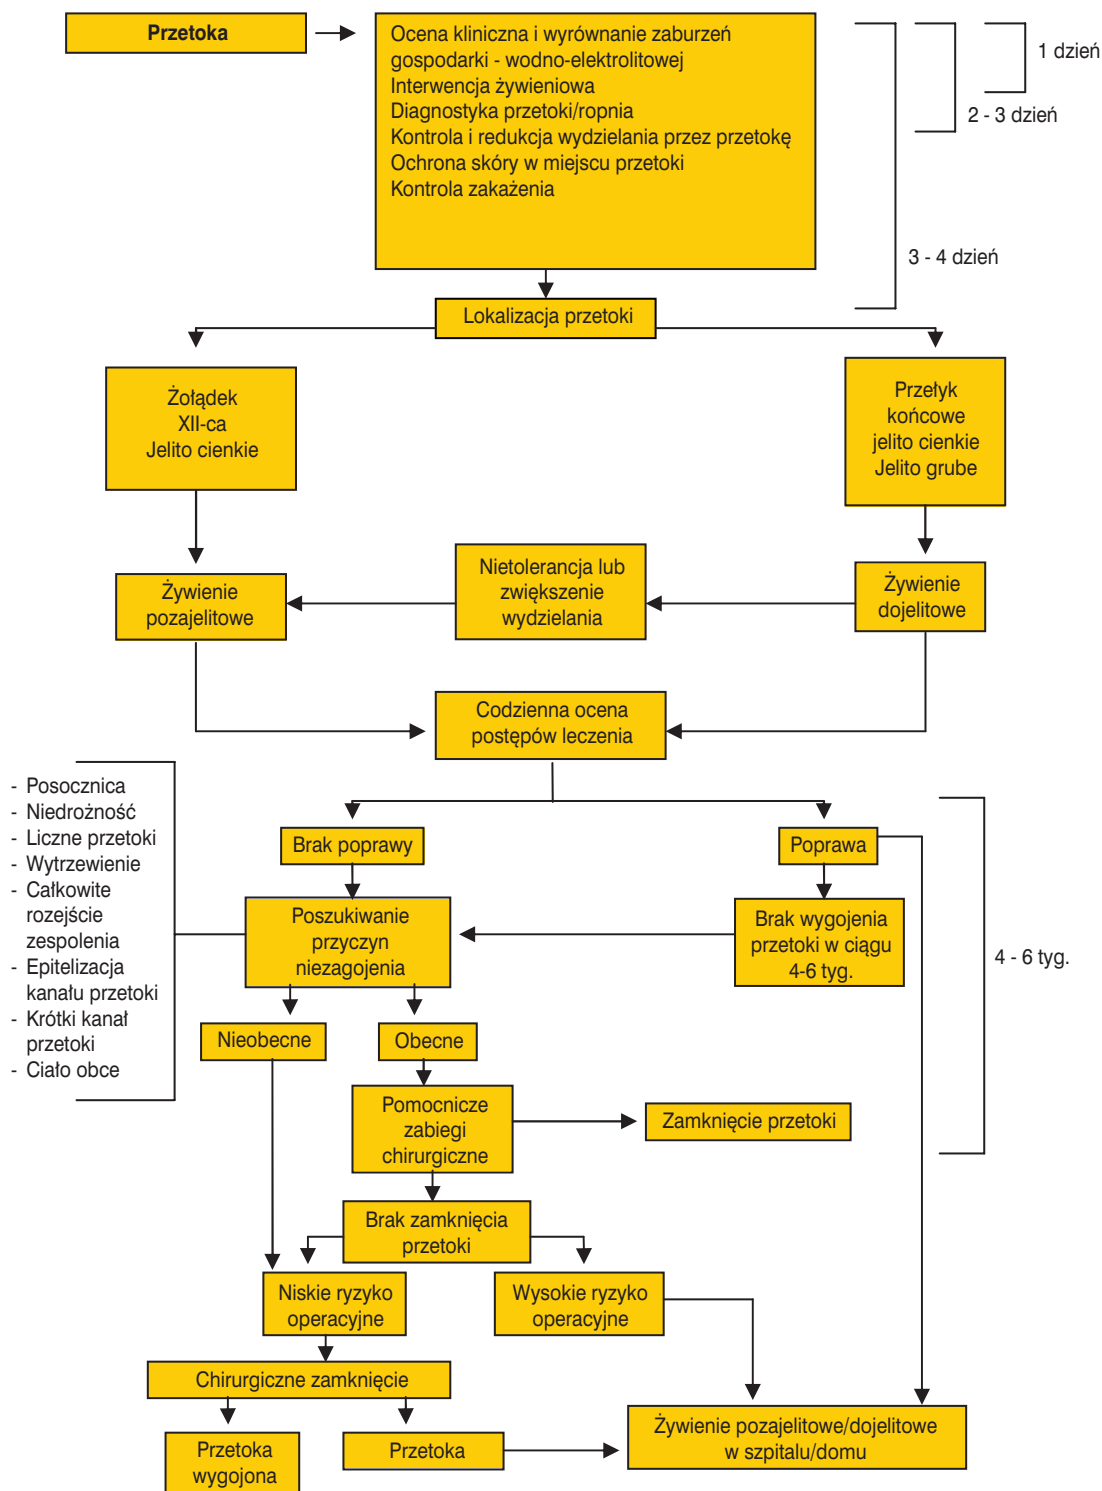 Przetoka
Ocena kliniczna i wyrównanie zaburzeń
gospodarki - wodno-elektrolitowej
Interwencja żywieniowa
Diagnostyka przetoki/ropnia
Kontrola i redukcja wydzielania przez przetokę
Ochrona skóry w miejscu przetoki
Kontrola zakażenia
1 dzień
2 - 3 dzień
3 - 4 dzień
Lokalizacja przetoki
Żołądek
XII-ca
Jelito cienkie
Przełyk
końcowe
jelito cienkie
Jelito grube
Żywienie
pozajelitowe
Nietolerancja lub
zwiększenie
wydzielania
Żywienie
dojelitowe
Codzienna ocena
postępów leczenia
- Posocznica
- Niedrożność
- Liczne przetoki
- Wytrzewienie
- Całkowite
rozejście
zespolenia
- Epitelizacja
kanału przetoki
- Krótki kanał
przetoki
- Ciało obce
Brak poprawy
Poprawa
Poszukiwanie
przyczyn
niezagojenia
Brak wygojenia
przetoki w ciągu
4-6 tyg.
4 - 6 tyg.
Nieobecne
Obecne
Pomocnicze
zabiegi
chirurgiczne
Zamknięcie przetoki
Brak zamknięcia
przetoki
Niskie ryzyko
operacyjne
Wysokie ryzyko
operacyjne
Chirurgiczne zamknięcie
Przetoka
wygojona
Przetoka
Żywienie pozajelitowe/dojelitowe
w szpitalu/domu